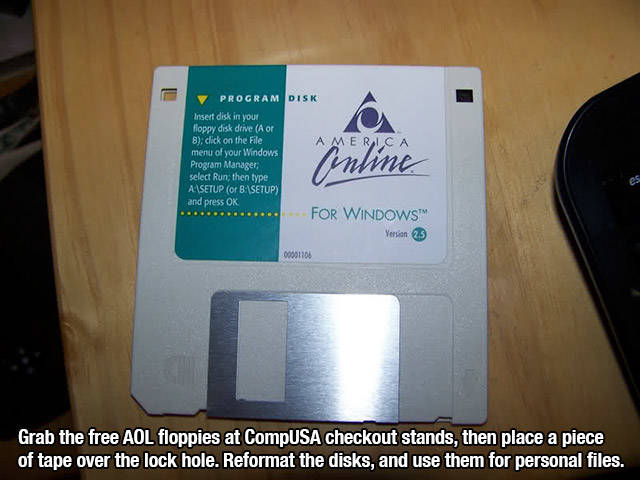 PROGRAM DISK
Insert disk in your
floppy disk drive (A or
B); click on the File
menu of your Windows
Program Manager;
select Run; then type
A:\SETUP (or B:\SETUP)
and press OK.
AMERICA
Online
FOR WINDOWS™
Version 2.5
00001106
es
Grab the free AOL floppies at CompUSA checkout stands, then place a piece
of tape over the lock hole. Reformat the disks, and use them for personal files.